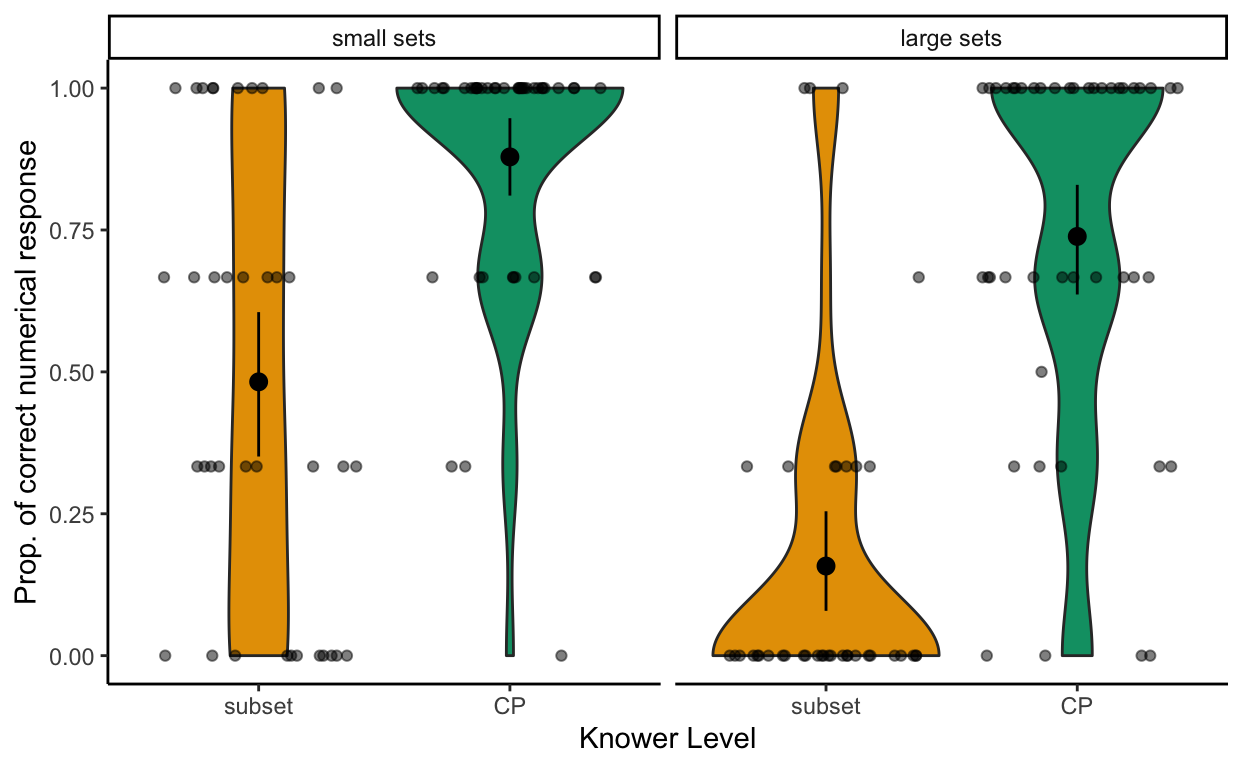 small sets
large sets
Prop. of correct numerical response
1.00
0.75
0.50
0.25
0.00
subset
CP
subset
CP
Knower Level